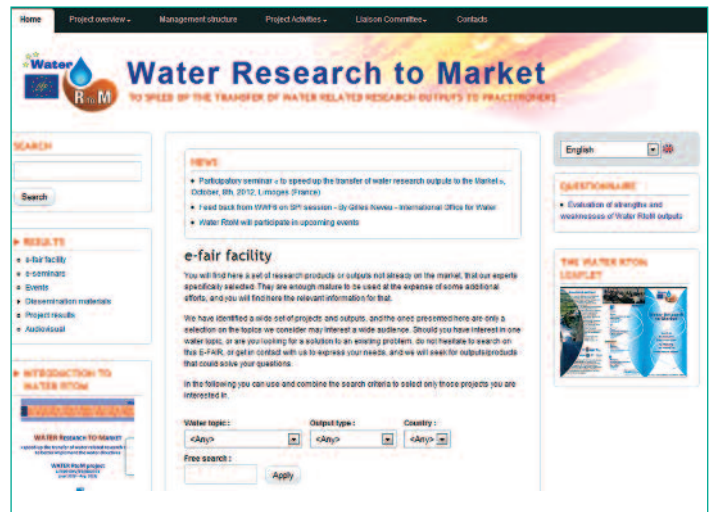 Home Project overview Management structure Project Activities Liaison Committee Contacts
Water
R to M
Water Research to Market
TO SPEED UP THE TRANSFER OF WATER RELATED RESEARCH OUTPUTS TO PRACTITIONERS
SEARCH
Search
RESULTS
e-fair facility
e-seminars
Events
Dissemination materials
Project results
Audiovisual
INTRODUCTION TO
WATER RTOM
WATER RESEARCH TO MARKET
WATER RtoM project
NEWS
Participatory seminar « to speed up the transfer of water research outputs to the Market »,
October, 8th, 2012, Limoges (France)
Feed back from WWF6 on SPI session - By Gilles Neveu - International Office for Water
Water RtoM will participate in upcoming events
e-fair facility
You will find here a set of research products or outputs not already on the market, that our experts
specifically selected. They are enough mature to be used at the expense of some additional
efforts, and you will find here the relevant information for that.
We have identified a wide set of projects and outputs, and the ones presented here are only a
selection on the topics we consider may interest a wide audience. Should you have interest in one
water topic, or are you looking for a solution to an existing problem, do not hesitate to search on
this E-FAIR, or get in contact with us to express your needs, and we will seek for outputs/products
that could solve your questions.
In the following you can use and combine the search criteria to select only those projects you are
interested in.
Water topic : Output type : Country :
<Any> <Any> <Any>
Free search :
Apply
English
QUESTIONNAIRE
Evaluation of strengths and
weaknesses of Water RtoM outputs
THE WATER RTOM
LEAFLET
Water Research
to Market